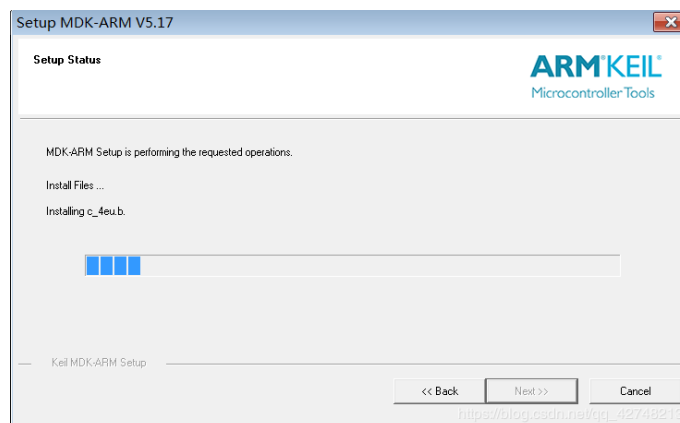 Setup MDK-ARM V5.17
Setup Status
ARM KEIL
Microcontroller Tools
MDK-ARM Setup is performing the requested operations.
Install Files ...
Installing c_4eu.b.
Keil MDK-ARM Setup
<< Back
Next >>
Cancel
https://blog.csdn.net/qq_42748213